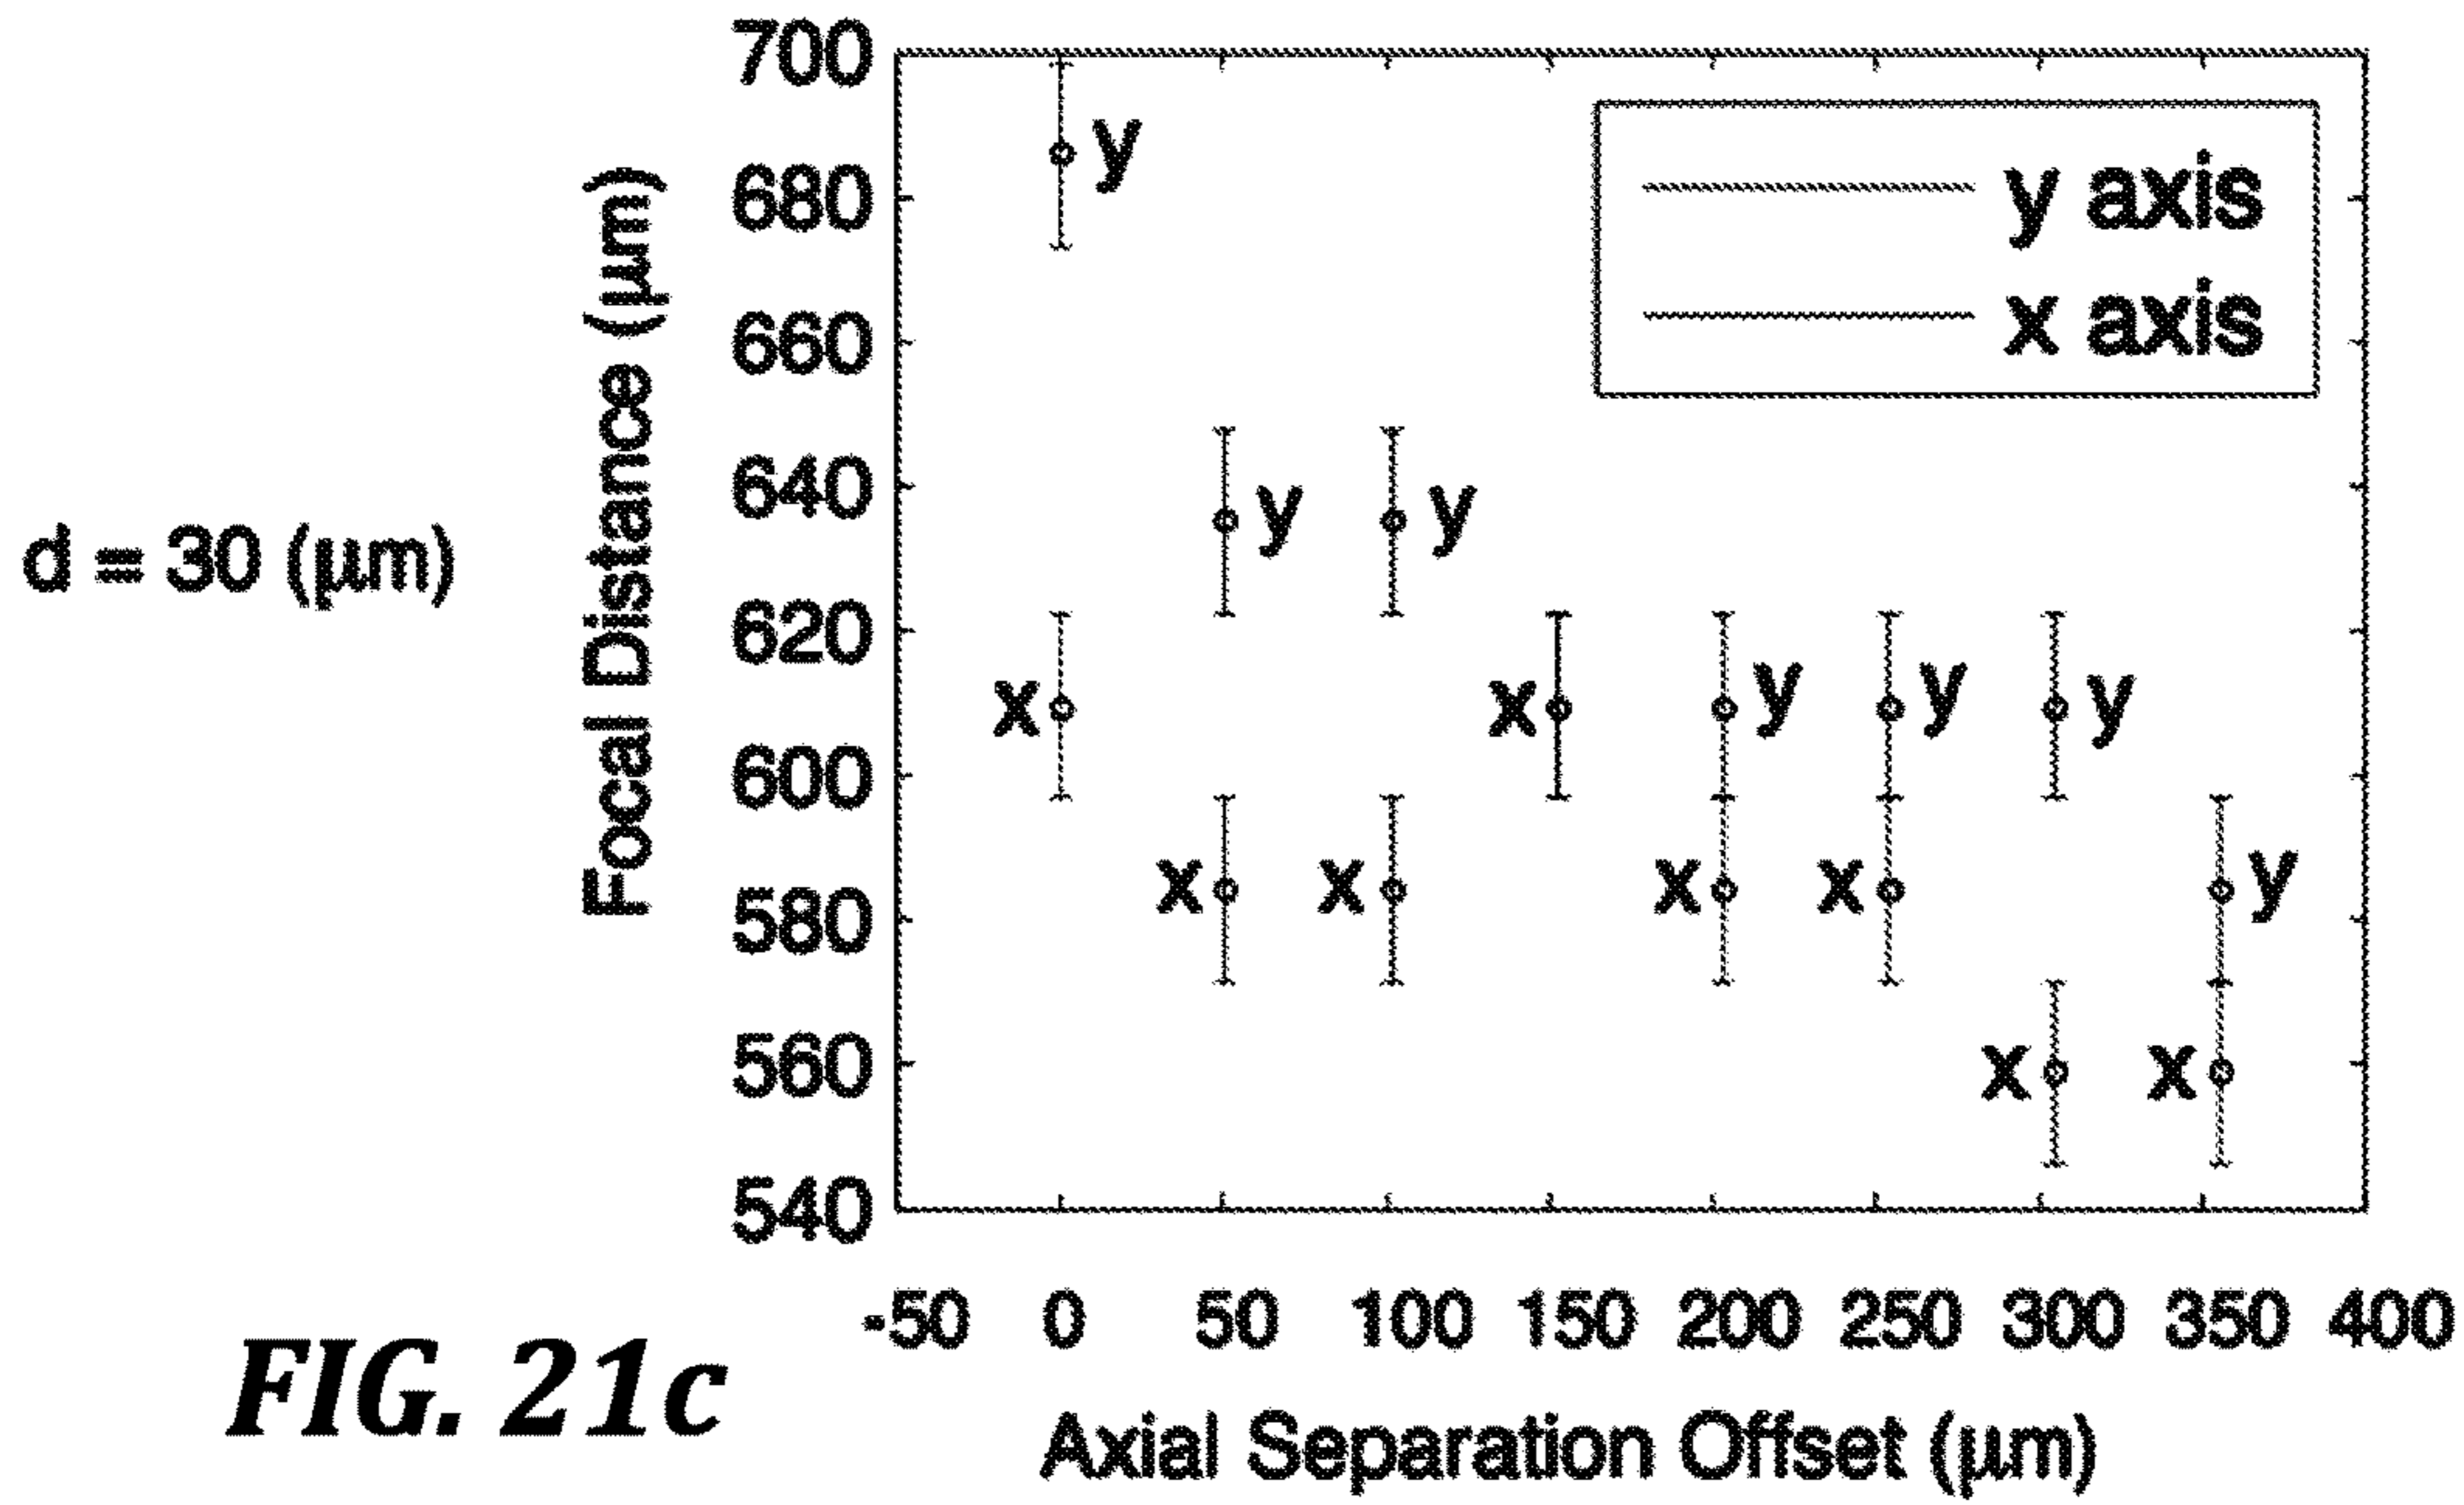 700
680
660
640
620
600
580
560
540
Focal Distance (μm)
d = 30 (μm)
y axis
x axis
y
y y
x x y y y
x x x x y
x x
-50 0 50 100 150 200 250 300 350 400
Axial Separation Offset (μm)
FIG. 21c